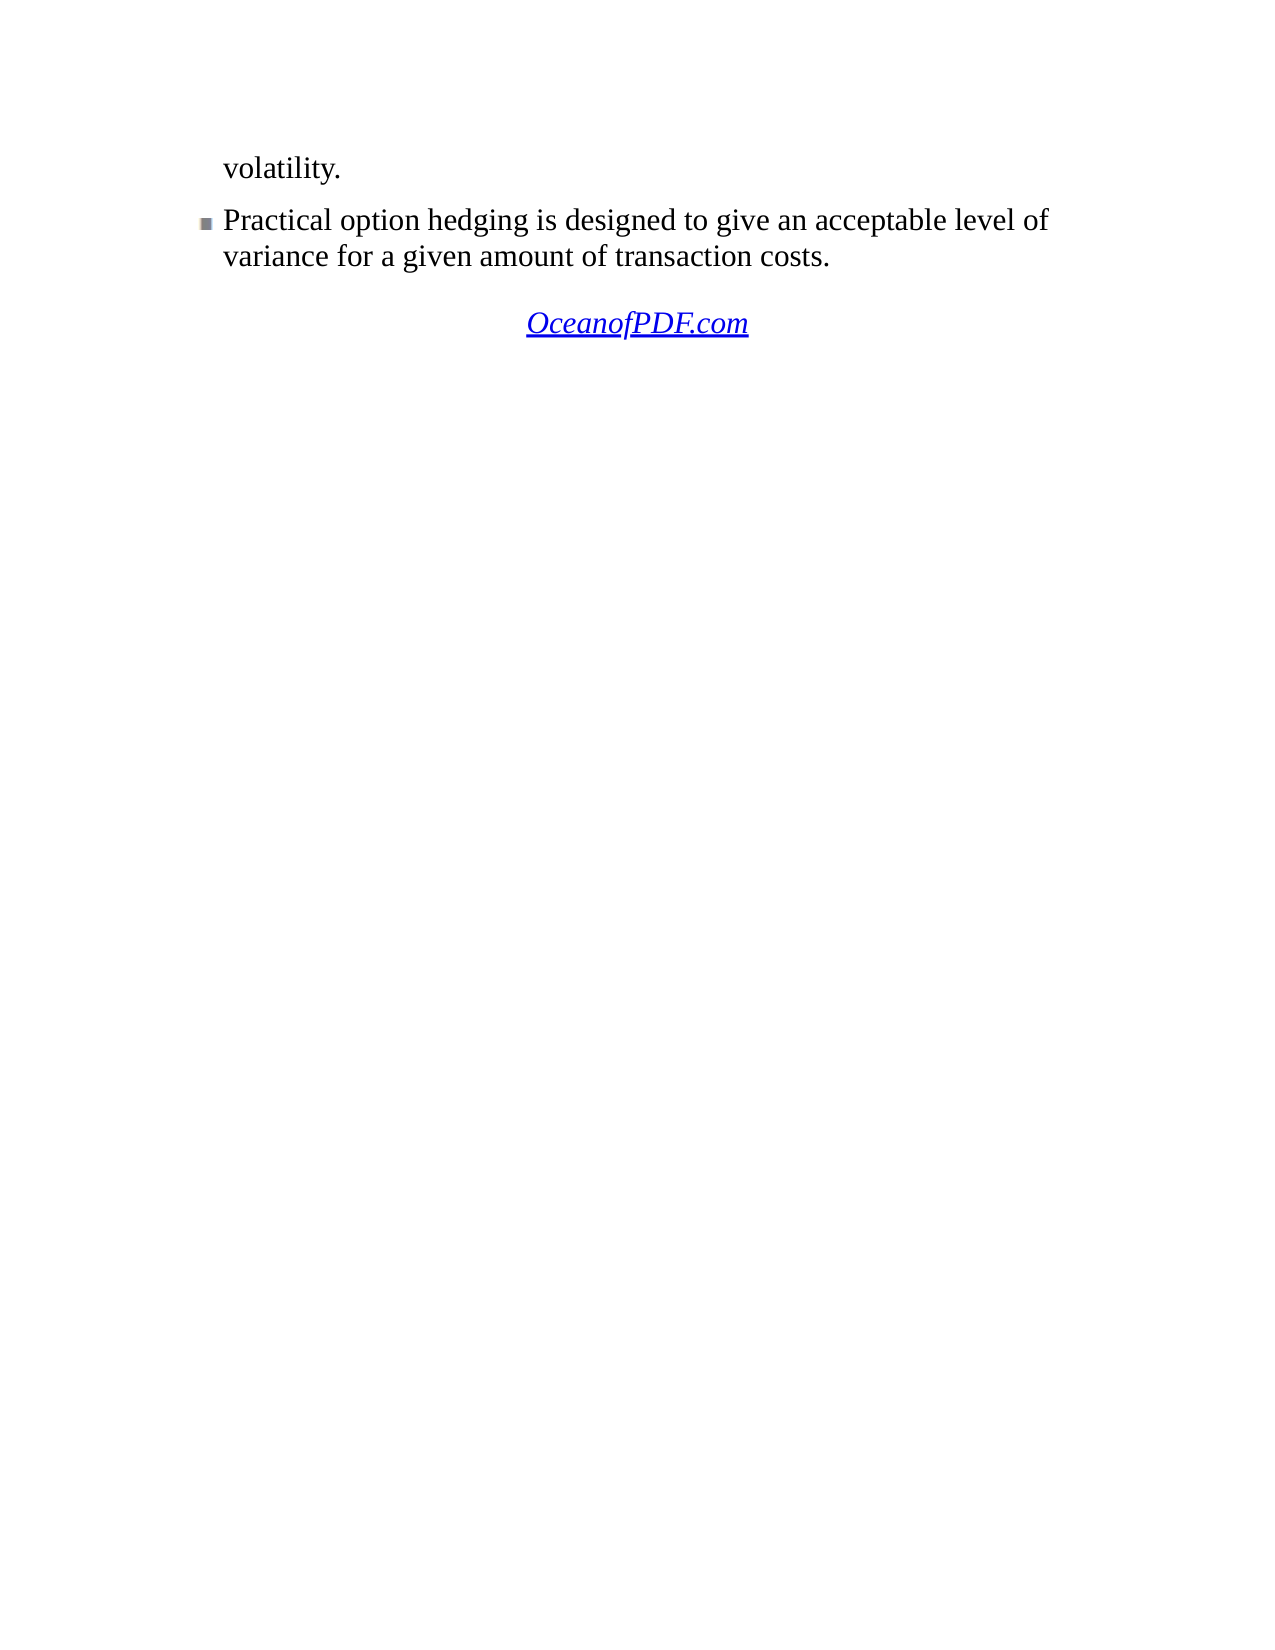 volatility.
▪ Practical option hedging is designed to give an acceptable level of
variance for a given amount of transaction costs.
OceanofPDF.com